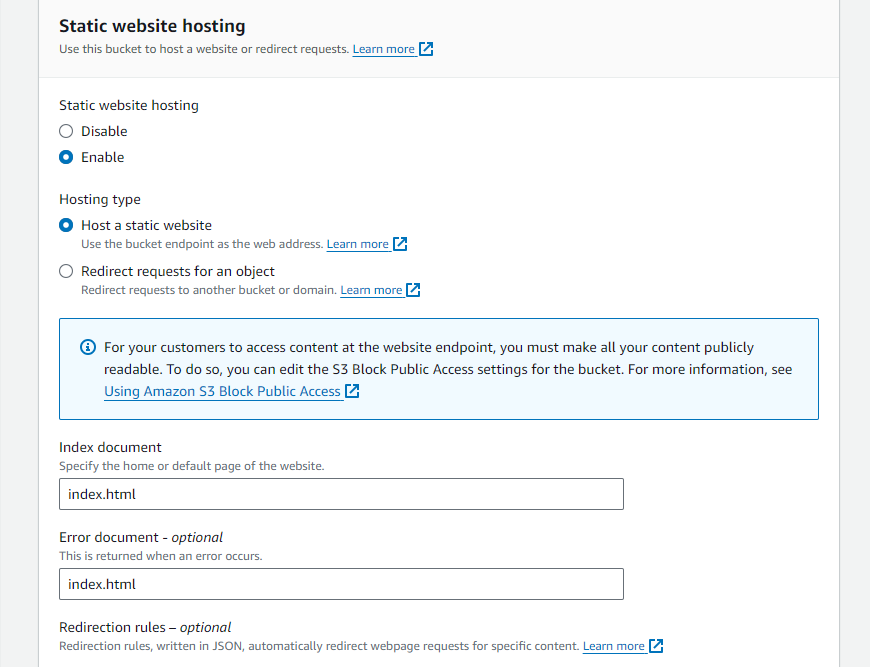 Static website hosting
Use this bucket to host a website or redirect requests. Learn more
Static website hosting
Disable
Enable
Hosting type
Host a static website
Use the bucket endpoint as the web address. Learn more
Redirect requests for an object
Redirect requests to another bucket or domain. Learn more
For your customers to access content at the website endpoint, you must make all your content publicly
readable. To do so, you can edit the S3 Block Public Access settings for the bucket. For more information, see
Using Amazon S3 Block Public Access
Index document
Specify the home or default page of the website.
index.html
Error document - optional
This is returned when an error occurs.
index.html
Redirection rules – optional
Redirection rules, written in JSON, automatically redirect webpage requests for specific content. Learn more